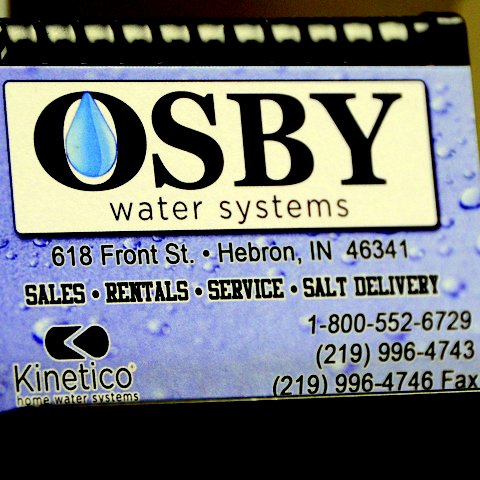 OSBY
water systems
618 Front St. • Hebron, IN 46341
SALES • RENTALS • SERVICE • SALT DELIVERY
1-800-552-6729
(219) 996-4743
(219) 996-4746 Fax
Kinetico®
home water systems